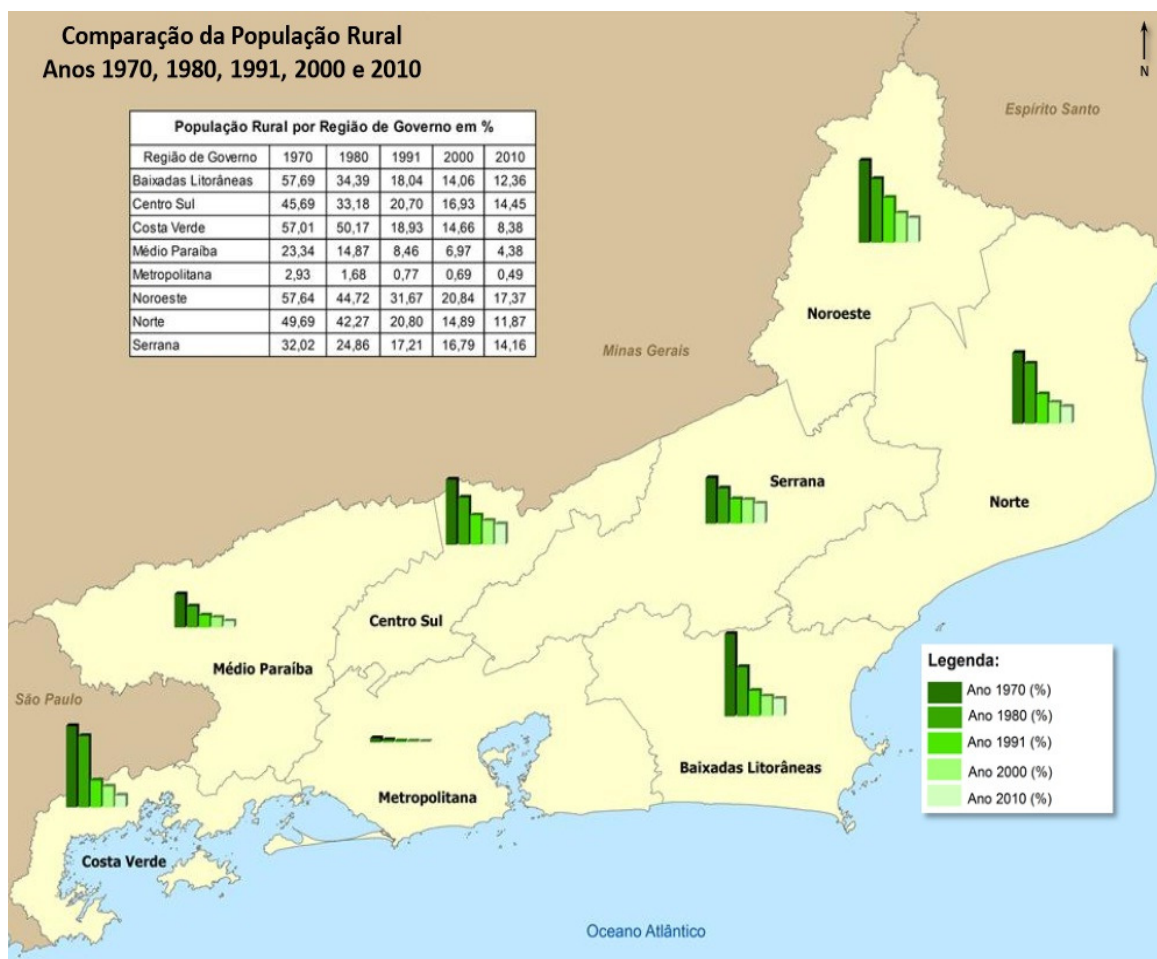 Comparação da População Rural
Anos 1970, 1980, 1991, 2000 e 2010
N
Espírito Santo
População Rural por Região de Governo em %
Região de Governo 1970 1980 1991 2000 2010
Baixadas Litorâneas 57,69 34,39 18,04 14,06 12,36
Centro Sul 45,69 33,18 20,70 16,93 14,45
Costa Verde 57,01 50,17 18,93 14,66 8,38
Médio Paraíba 23,34 14,87 8,46 6,97 4,38
Metropolitana 2,93 1,68 0,77 0,69 0,49
Noroeste 57,64 44,72 31,67 20,84 17,37
Norte 49,69 42,27 20,80 14,89 11,87
Serrana 32,02 24,86 17,21 16,79 14,16
Noroeste
Minas Gerais
Serrana
Norte
Centro Sul
Médio Paraíba
São Paulo
Baixadas Litorâneas
Metropolitana
Costa Verde
Legenda:
Ano 1970 (%)
Ano 1980 (%)
Ano 1991 (%)
Ano 2000 (%)
Ano 2010 (%)
Oceano Atlântico